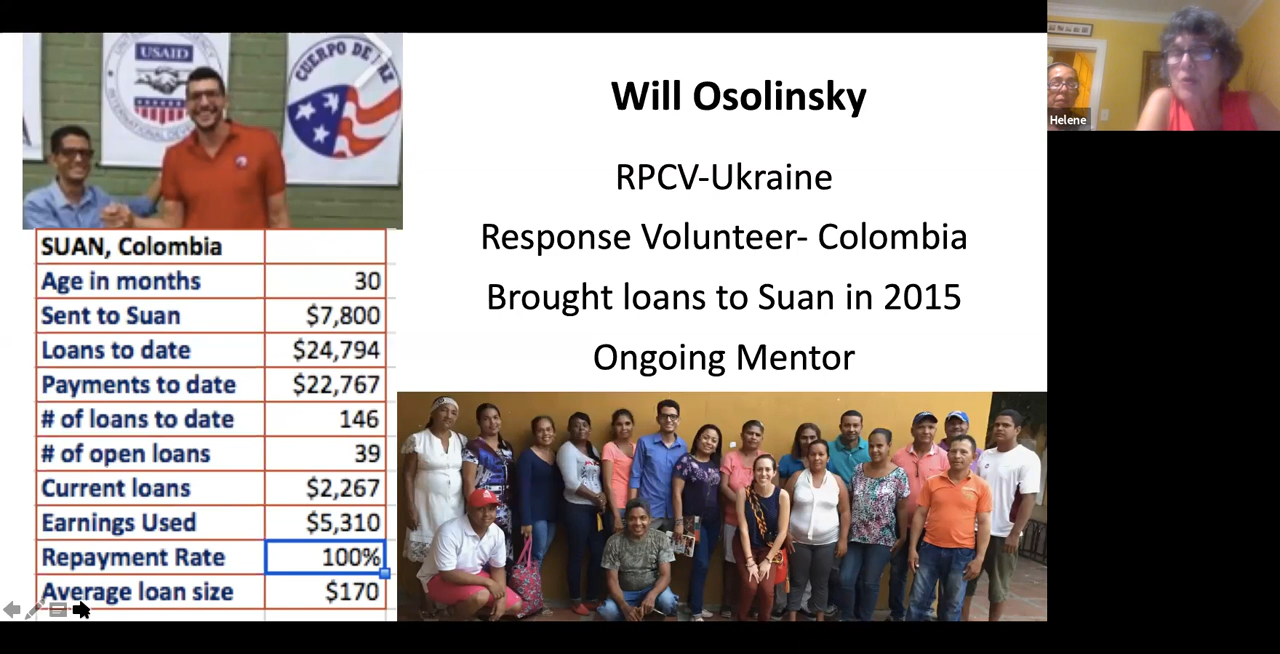 USAID
CUERPO DE
Will Osolinsky
RPCV-Ukraine
Response Volunteer- Colombia
Brought loans to Suan in 2015
Ongoing Mentor
SUAN, Colombia
Age in months 30
Sent to Suan $7,800
Loans to date $24,794
Payments to date $22,767
# of loans to date 146
# of open loans 39
Current loans $2,267
Earnings Used $5,310
Repayment Rate 100%
Average loan size $170
Helene